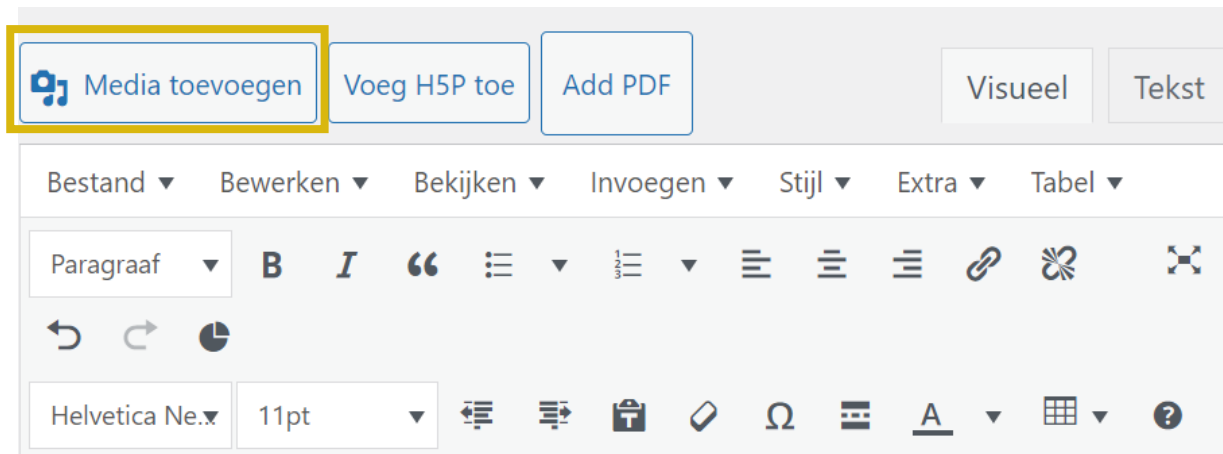 Media toevoegen Voeg H5P toe Add PDF Visueel Tekst
Bestand Bewerken Bekijken Invoegen Stijl Extra Tabel
Paragraaf B I
Helvetica Ne... 11pt Ω A ?